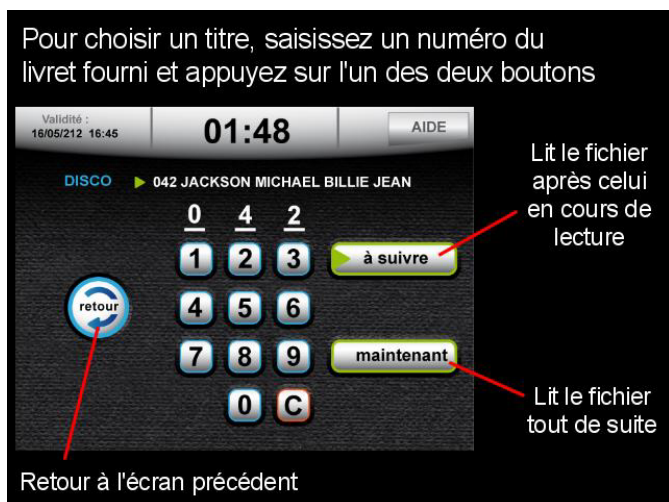 Pour choisir un titre, saisissez un numéro du
livret fourni et appuyez sur l'un des deux boutons
Validité :
16/05/212 16:45
01:48
AIDE
DISCO
042 JACKSON MICHAEL BILLIE JEAN
0 4 2
1 2 3
à suivre
Lit le fichier
après celui
en cours de
lecture
retour
4 5 6
7 8 9
maintenant
0 C
Lit le fichier
tout de suite
Retour à l'écran précédent